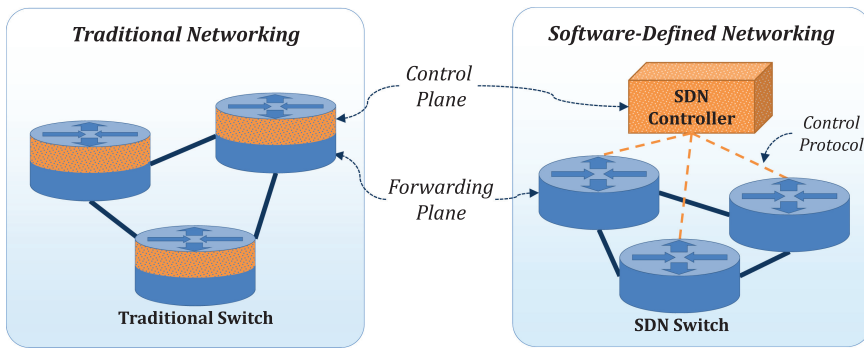 Traditional Networking
Traditional Switch
Control
Plane
Forwarding
Plane
Software-Defined Networking
SDN
Controller
Control
Protocol
SDN Switch